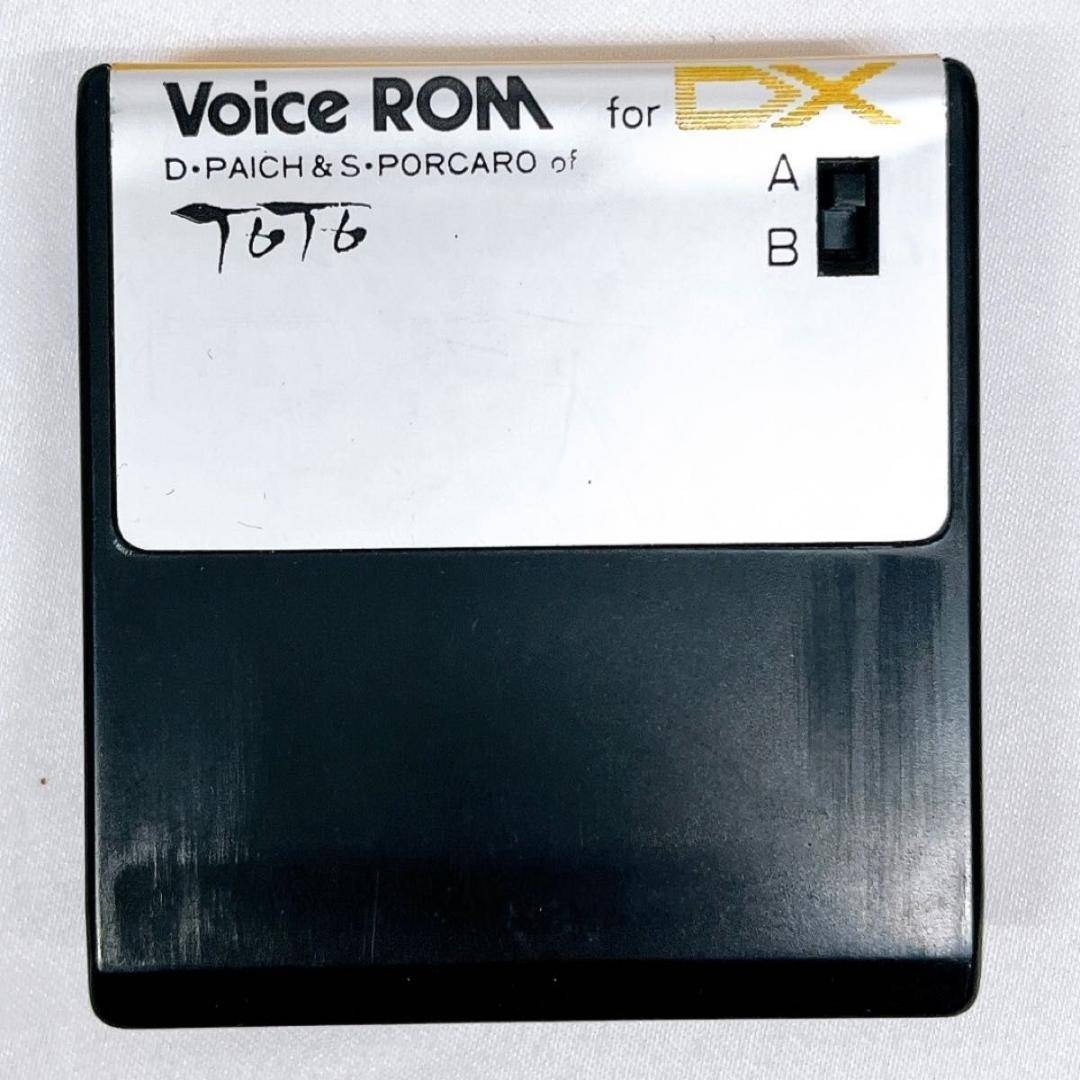 Voice ROM for DX
D•PAICH & S•PORCARO of
TOTO
A
B